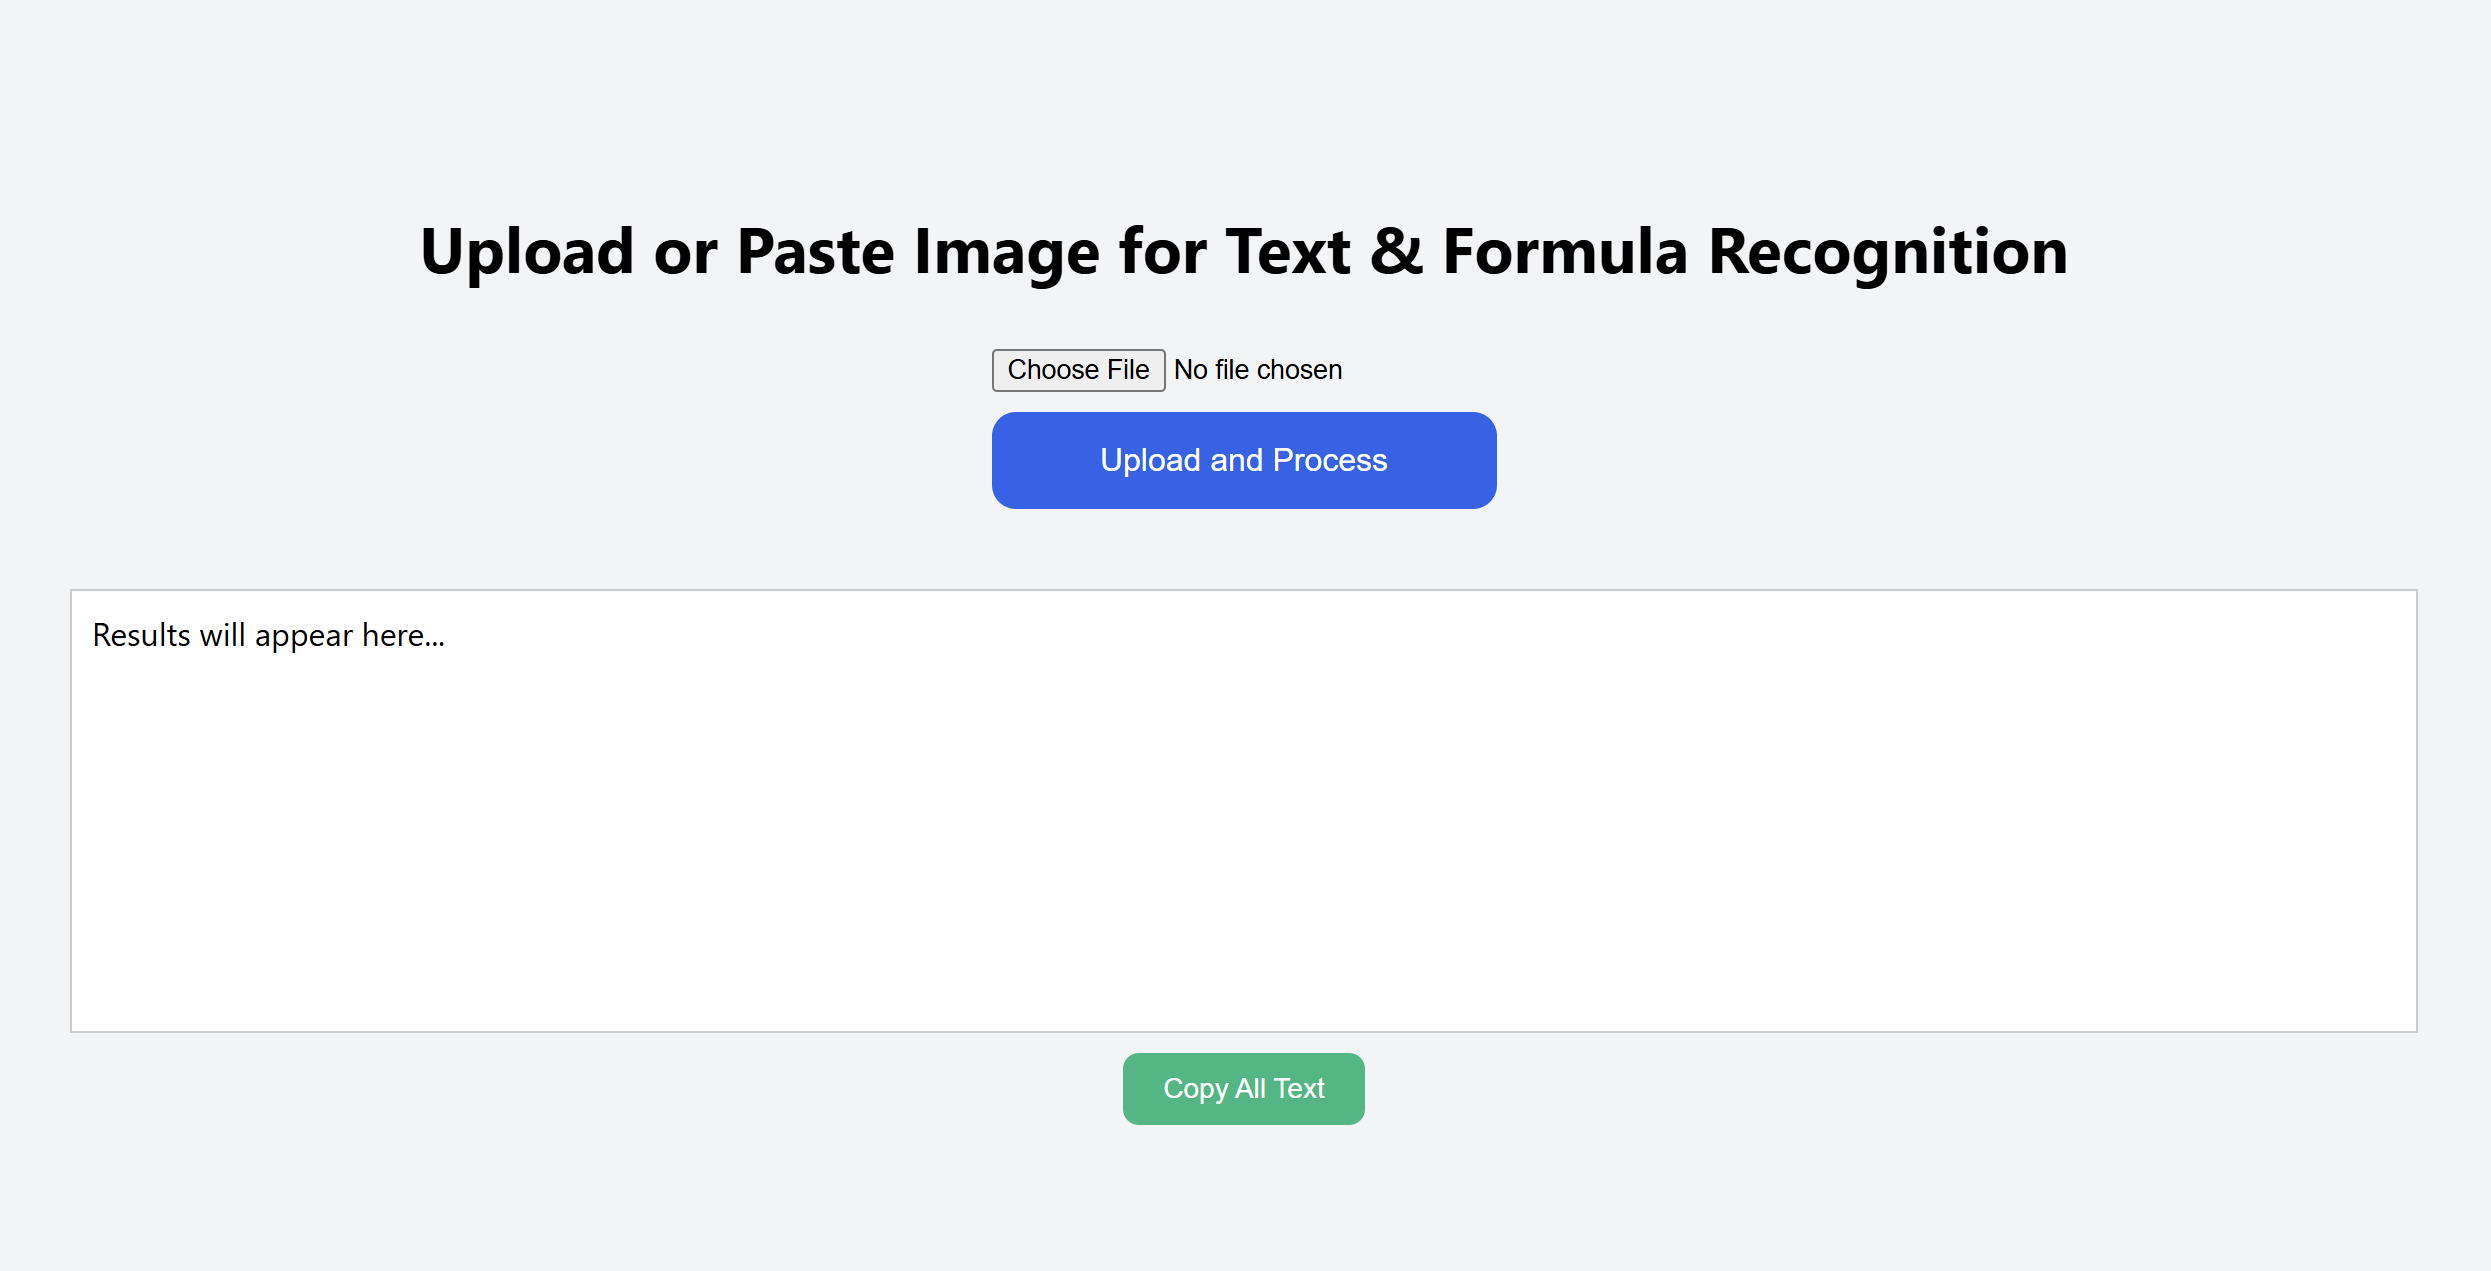 Upload or Paste Image for Text & Formula Recognition
Choose File No file chosen
Upload and Process
Results will appear here...
Copy All Text